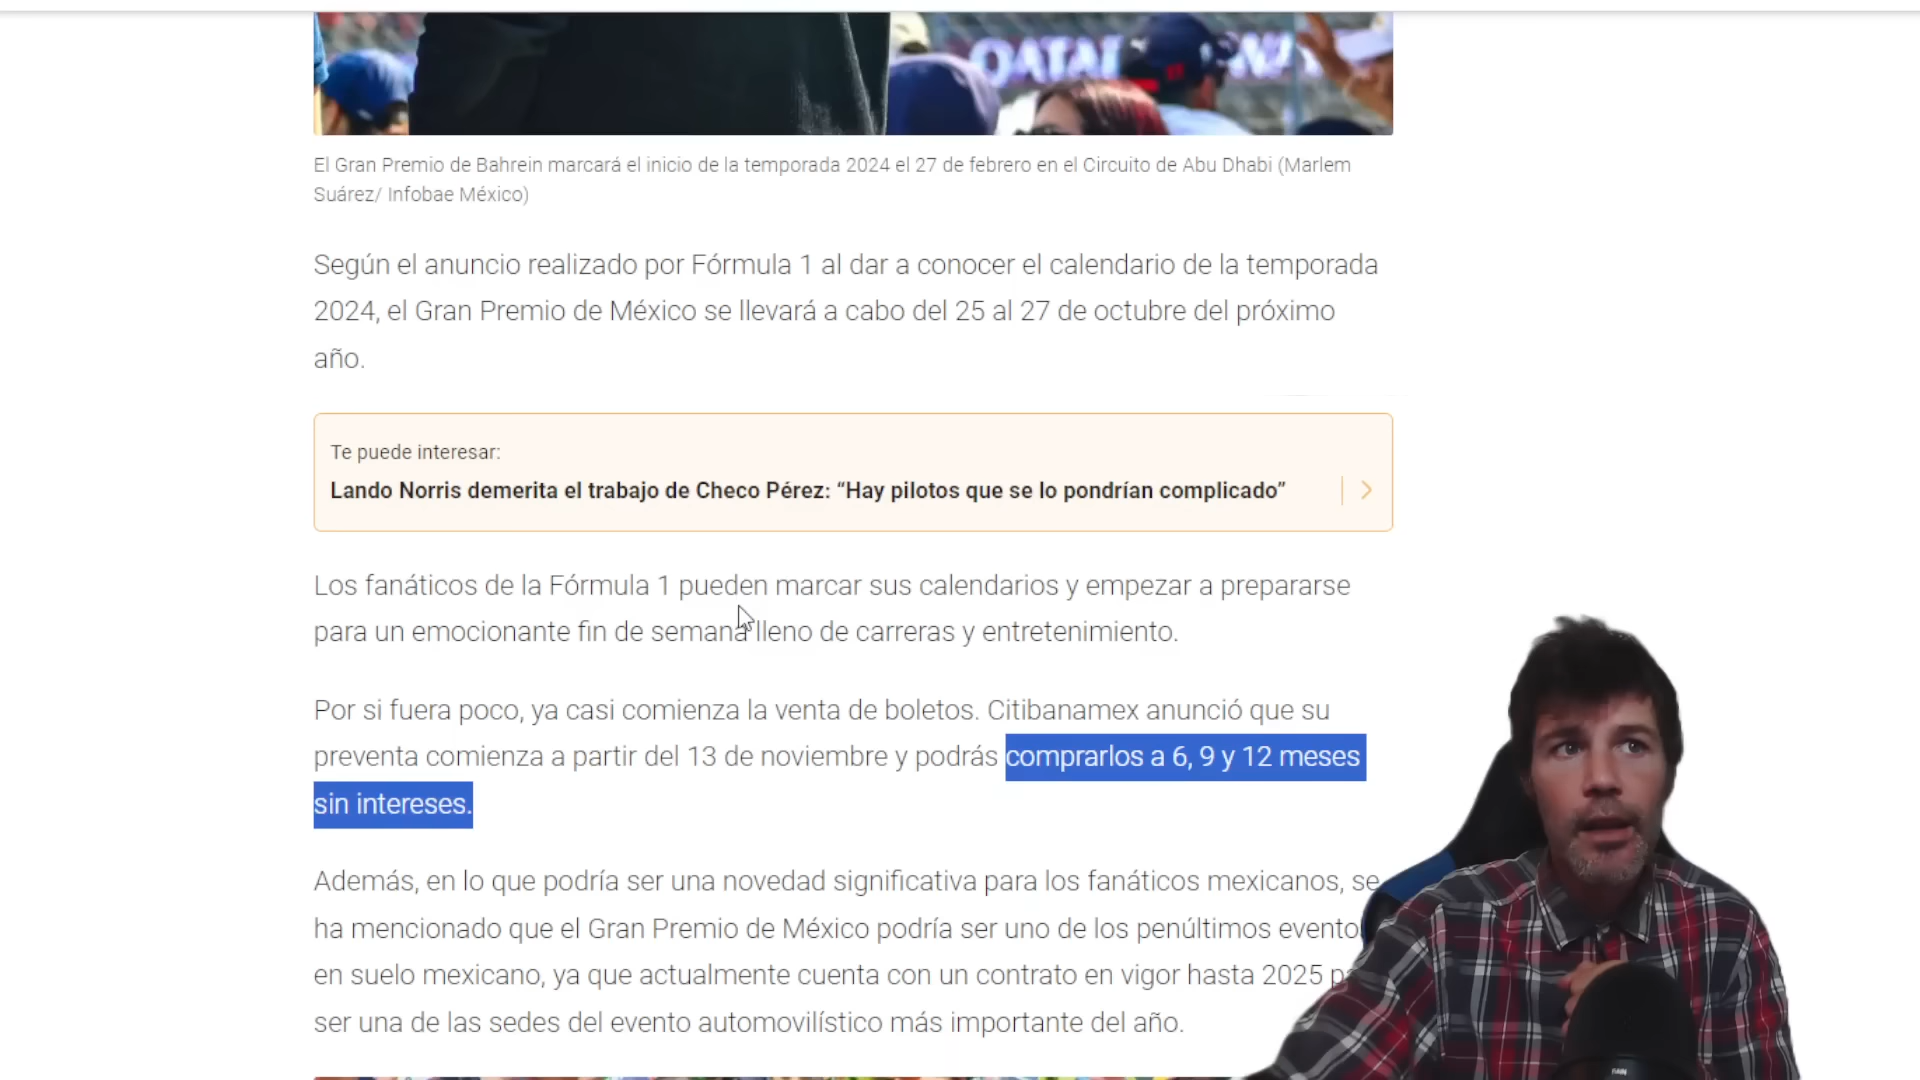 QATAR
El Gran Premio de Bahrein marcará el inicio de la temporada 2024 el 27 de febrero en el Circuito de Abu Dhabi (Marlem
Suárez/ Infobae México)
Según el anuncio realizado por Fórmula 1 al dar a conocer el calendario de la temporada
2024, el Gran Premio de México se llevará a cabo del 25 al 27 de octubre del próximo
año.
Te puede interesar:
Lando Norris demerita el trabajo de Checo Pérez: “Hay pilotos que se lo pondrían complicado”
Los fanáticos de la Fórmula 1 pueden marcar sus calendarios y empezar a prepararse
para un emocionante fin de semana lleno de carreras y entretenimiento.
Por si fuera poco, ya casi comienza la venta de boletos. Citibanamex anunció que su
preventa comienza a partir del 13 de noviembre y podrás comprarlos a 6, 9 y 12 meses
sin intereses.
Además, en lo que podría ser una novedad significativa para los fanáticos mexicanos, se
ha mencionado que el Gran Premio de México podría ser uno de los penúltimos evento
en suelo mexicano, ya que actualmente cuenta con un contrato en vigor hasta 2025
ser una de las sedes del evento automovilístico más importante del año.